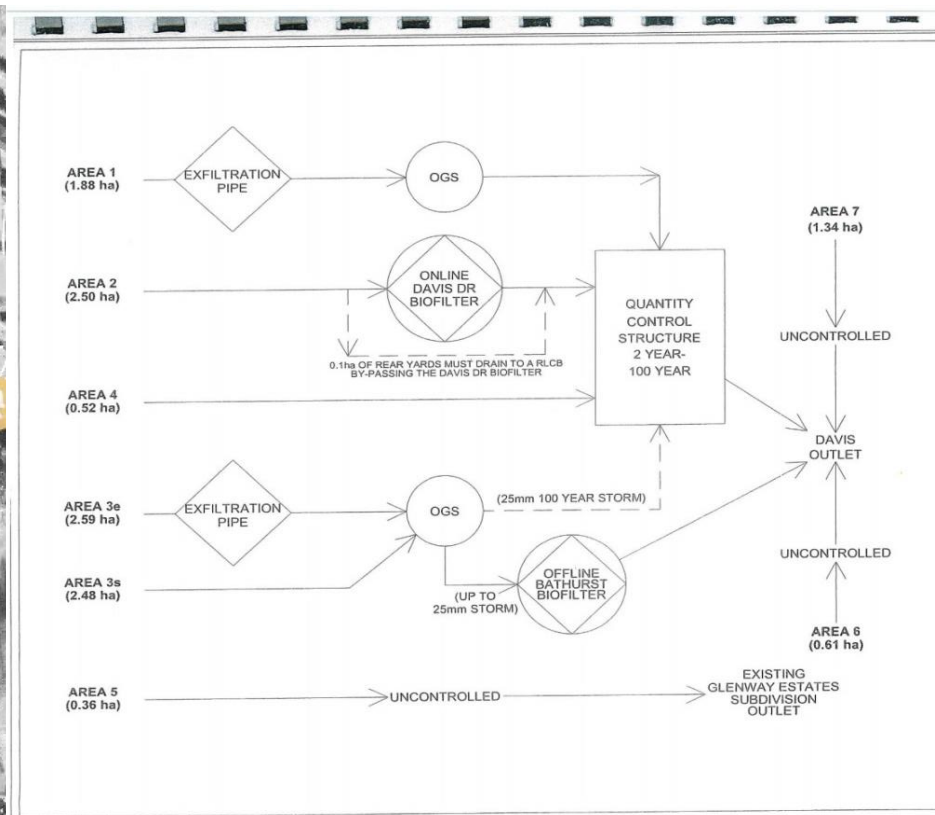 AREA 1
(1.88 ha)
EXFILTRATION
PIPE
OGS
AREA 7
(1.34 ha)
AREA 2
(2.50 ha)
ONLINE
DAVIS DR
BIOFILTER
QUANTITY
CONTROL
STRUCTURE
2 YEAR-
100 YEAR
UNCONTROLLED
0.1ha OF REAR YARDS MUST DRAIN TO A RLCB
BY-PASSING THE DAVIS DR BIOFILTER
AREA 4
(0.52 ha)
DAVIS
OUTLET
AREA 3e
(2.59 ha)
EXFILTRATION
PIPE
OGS
(25mm 100 YEAR STORM)
UNCONTROLLED
AREA 3s
(2.48 ha)
(UP TO
25mm STORM)
OFFLINE
BATHURST
BIOFILTER
AREA 6
(0.61 ha)
AREA 5
(0.36 ha)
UNCONTROLLED
EXISTING
GLENWAY ESTATES
SUBDIVISION
OUTLET